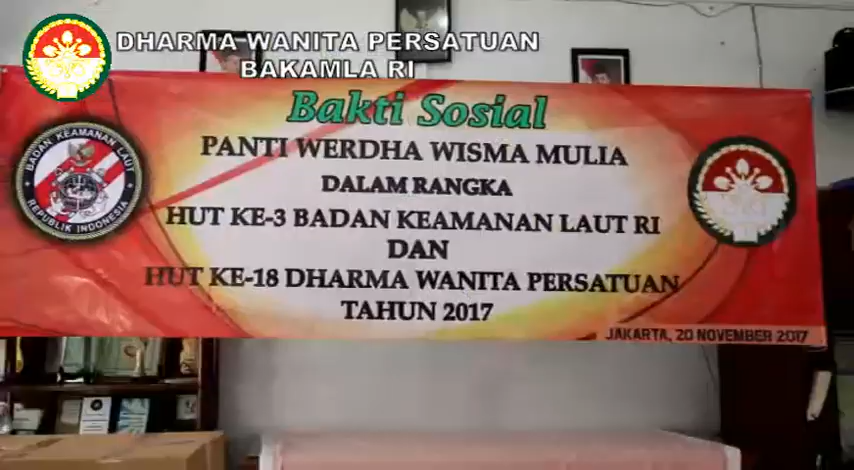 DHARMA WANITA PERSATUAN
BAKAMLA RI
Bakti Sosial
PANTI WERDHA WISMA MULIA
DALAM RANGKA
HUT KE-3 BADAN KEAMANAN LAUT RI
DAN
HUT KE-18 DHARMA WANITA PERSATUAN
TAHUN 2017
JAKARTA, 20 NOVEMBER 2017
BADAN KEAMANAN LAUT
REPUBLIK INDONESIA